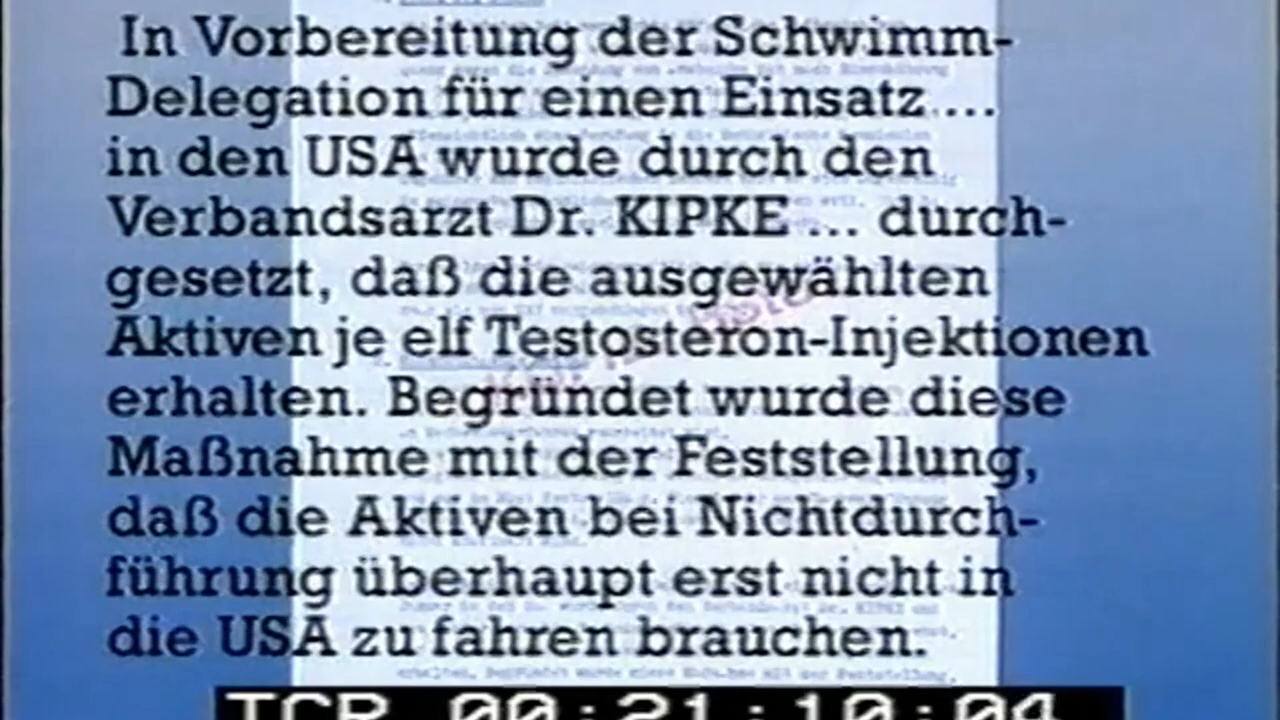 In Vorbereitung der Schwimm-
Delegation für einen Einsatz ....
in den USA wurde durch den
Verbandsarzt Dr. KIPKE ... durch-
gesetzt, daß die ausgewählten
Aktiven je elf Testosteron-Injektionen
erhalten. Begründet wurde diese
Maßnahme mit der Feststellung,
daß die Aktiven bei Nichtdurch-
führung überhaupt erst nicht in
die USA zu fahren brauchen.
TCR 00:21:10:04